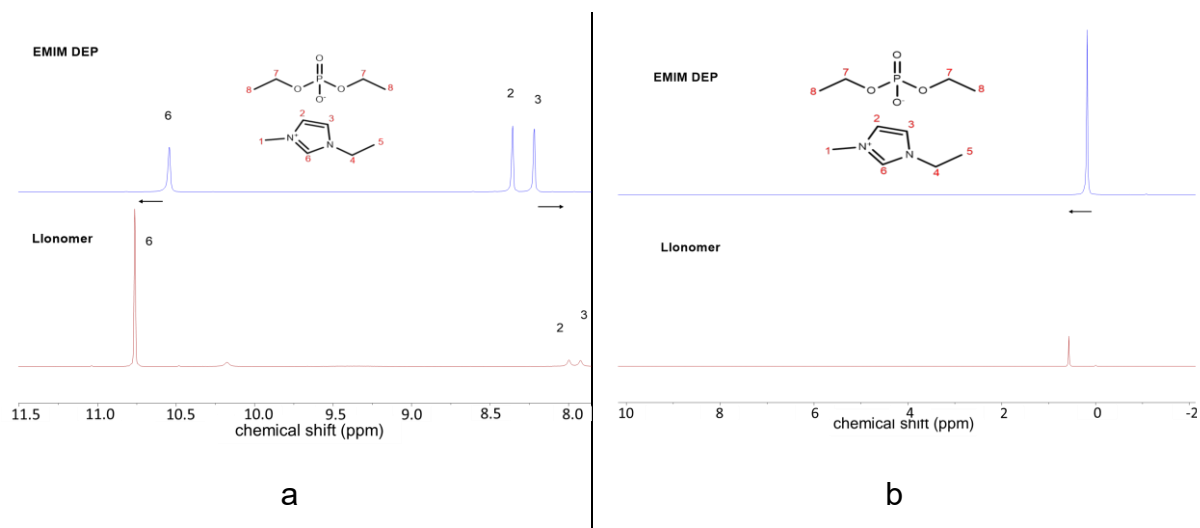 EMIM DEP
O
7 P 7
8 O O 8
O-
2 3
1 N+ N 5
6 4
6 2 3
LIonomer
6 2 3
11.5 11.0 10.5 10.0 9.5 9.0 8.5 8.0
chemical shift (ppm)
a
EMIM DEP
O
7 P 7
8 O O 8
O-
2 3
1 N+ N 5
6 4
LIonomer
10 8 6 4 2 0 -2
chemical shift (ppm)
b